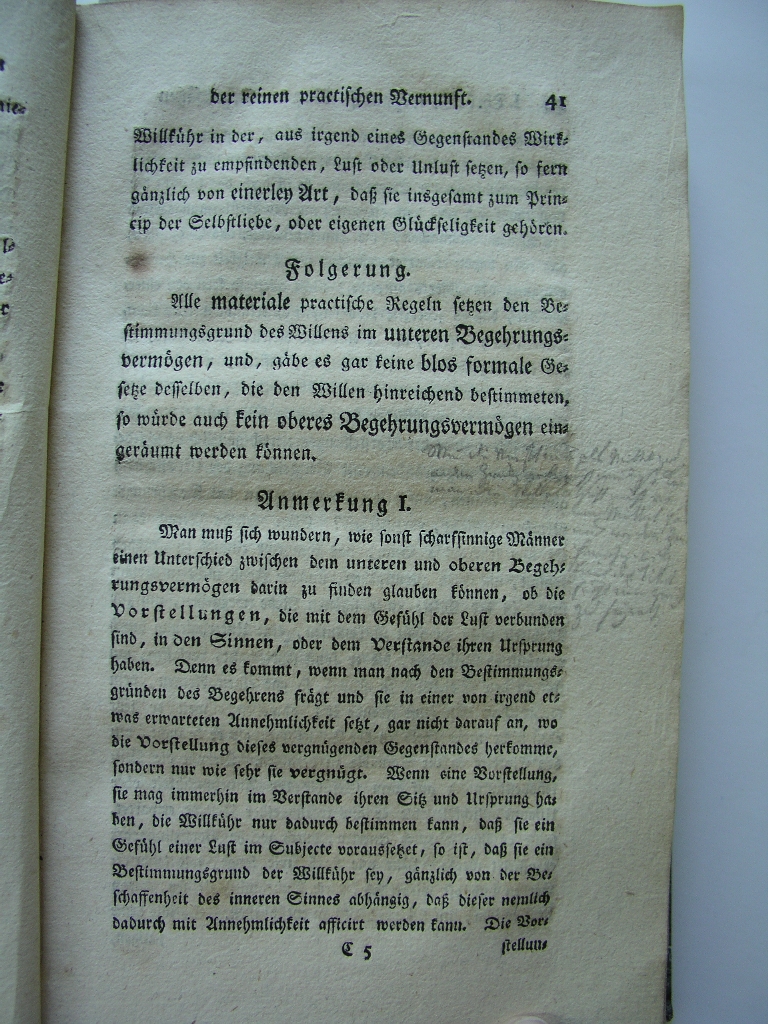 der reinen practischen Vernunft. 41
Willkühr in der, aus irgend eines Gegenstandes Wirk-
lichkeit zu empfindenden, Lust oder Unlust setzen, so fern
gänzlich von einerley Art, daß sie insgesamt zum Prin-
cip der Selbstliebe, oder eigenen Glückseligkeit gehören.
Folgerung.
Alle materiale practische Regeln setzen den Be-
stimmungsgrund des Willens im unteren Begehrungs-
vermögen, und, gäbe es gar keine blos formale Ge-
setze desselben, die den Willen hinreichend bestimmeten,
so würde auch kein oberes Begehrungsvermögen ein-
geräumt werden können.
Anmerkung I.
Man muß sich wundern, wie sonst scharfsinnige Männer
einen Unterschied zwischen dem unteren und oberen Begeh-
rungsvermögen darin zu finden glauben können, ob die
Vorstellungen, die mit dem Gefühl der Lust verbunden
sind, in den Sinnen, oder dem Verstande ihren Ursprung
haben. Denn es kommt, wenn man nach den Bestimmungs-
gründen des Begehrens frägt und sie in einer von irgend et-
was erwarteten Annehmlichkeit setzt, gar nicht darauf an, wo
die Vorstellung dieses vergnügenden Gegenstandes herkomme,
sondern nur wie sehr sie vergnügt. Wenn eine Vorstellung,
sie mag immerhin im Verstande ihren Sitz und Ursprung ha-
ben, die Willkühr nur dadurch bestimmen kann, daß sie ein
Gefühl einer Lust im Subjecte voraussetzet, so ist, daß sie ein
Bestimmungsgrund der Willkühr sey, gänzlich von der Be-
schaffenheit des inneren Sinnes abhängig, daß dieser nemlich
dadurch mit Annehmlichkeit afficirt werden kann. Die Vor-
C 5 stellun-